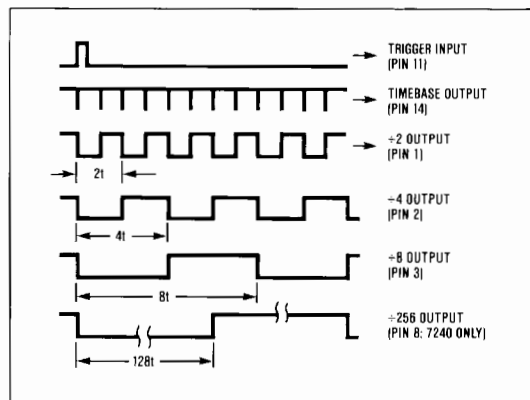 TRIGGER INPUT
(PIN 11)
TIMEBASE OUTPUT
(PIN 14)
÷2 OUTPUT
(PIN 1)
2t
÷4 OUTPUT
(PIN 2)
4t
÷8 OUTPUT
(PIN 3)
8t
÷256 OUTPUT
(PIN 8; 7240 ONLY)
128t